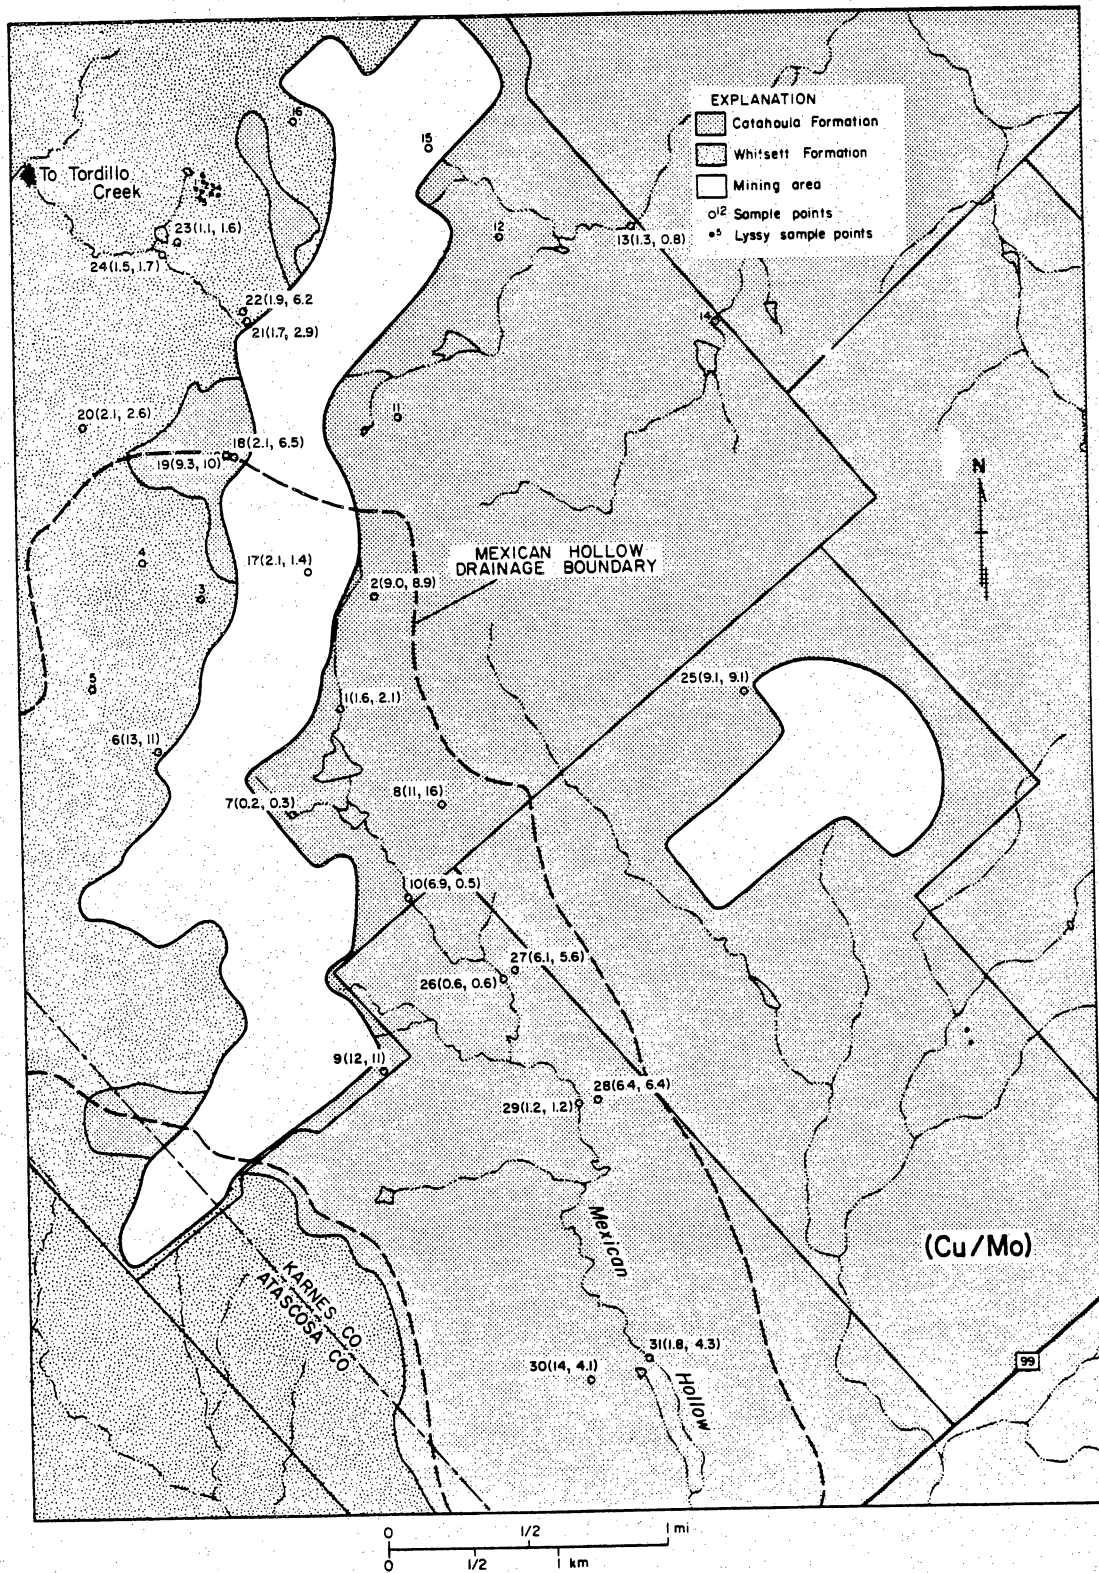 EXPLANATION
Catahoula Formation
Whitsett Formation
Mining area
o12 Sample points
•5 Lyssy sample points
16
15
To Tordillo
Creek
23(1.1, 1.6)
12
13(1.3, 0.8)
24(1.5, 1.7)
22(1.9, 6.2
21(1.7, 2.9)
14
20(2.1, 2.6)
11
18(2.1, 6.5)
19(9.3, 10)
N
4
17(2.1, 1.4)
MEXICAN HOLLOW
DRAINAGE BOUNDARY
3
2(9.0, 8.9)
5
25(9.1, 9.1)
1(1.6, 2.1)
6(13, 11)
7(0.2, 0.3)
8(11, 16)
10(6.9, 0.5)
27(6.1, 5.6)
26(0.6, 0.6)
9(12, 11)
28(6.4, 6.4)
29(1.2, 1.2)
Mexican
(Cu/Mo)
KARNES CO
ATASCOSA CO
31(1.8, 4.3)
30(14, 4.1)
99
Hollow
0 1/2 1 mi
0 1/2 1 km